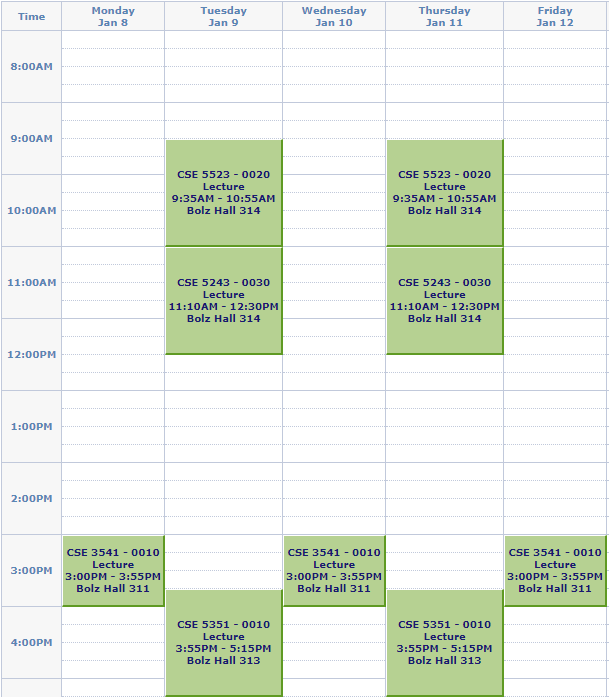 Time
Monday
Jan 8
Tuesday
Jan 9
Wednesday
Jan 10
Thursday
Jan 11
Friday
Jan 12
8:00AM
9:00AM
CSE 5523 - 0020
Lecture
9:35AM - 10:55AM
Bolz Hall 314
CSE 5523 - 0020
Lecture
9:35AM - 10:55AM
Bolz Hall 314
10:00AM
11:00AM
CSE 5243 - 0030
Lecture
11:10AM - 12:30PM
Bolz Hall 314
CSE 5243 - 0030
Lecture
11:10AM - 12:30PM
Bolz Hall 314
12:00PM
1:00PM
2:00PM
3:00PM
CSE 3541 - 0010
Lecture
3:00PM - 3:55PM
Bolz Hall 311
CSE 3541 - 0010
Lecture
3:00PM - 3:55PM
Bolz Hall 311
CSE 3541 - 0010
Lecture
3:00PM - 3:55PM
Bolz Hall 311
4:00PM
CSE 5351 - 0010
Lecture
3:55PM - 5:15PM
Bolz Hall 313
CSE 5351 - 0010
Lecture
3:55PM - 5:15PM
Bolz Hall 313